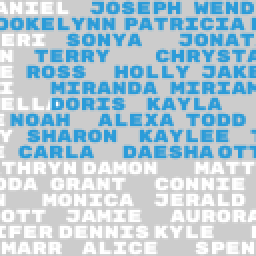 ANIEL JOSEPH WEND
OOKELYNN PATRICIA
ERI SONYA JONAT
N TERRY CHRYSTA
E ROSS HOLLY JAKE
I MIRANDA MIRIAM
ELLA DORIS KAYLA
E NOAH ALEXA TODD
Y SHARON KAYLEE T
E CARLA DAESHA OTT
THRYN DAMON MATT
ODA GRANT CONNIE
N MONICA JERALD
OTT JAMIE AURORA
IFER DENNIS KYLE
MARR ALICE SPEN